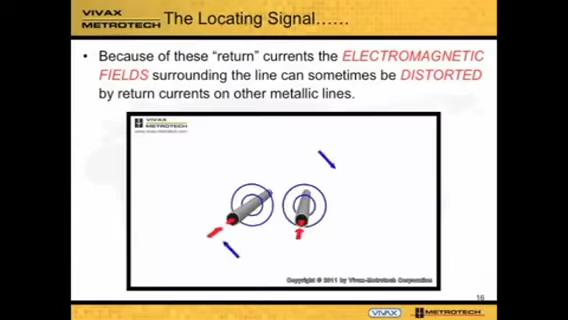 VIVAX
METROTECH
The Locating Signal……
• Because of these “return” currents the ELECTROMAGNETIC
FIELDS surrounding the line can sometimes be DISTORTED
by return currents on other metallic lines.
VIVAX
METROTECH
www.vivax-metrotech.com
Copyright © 2011 by Vivax-Metrotech Corporation
16
VIVAX METROTECH